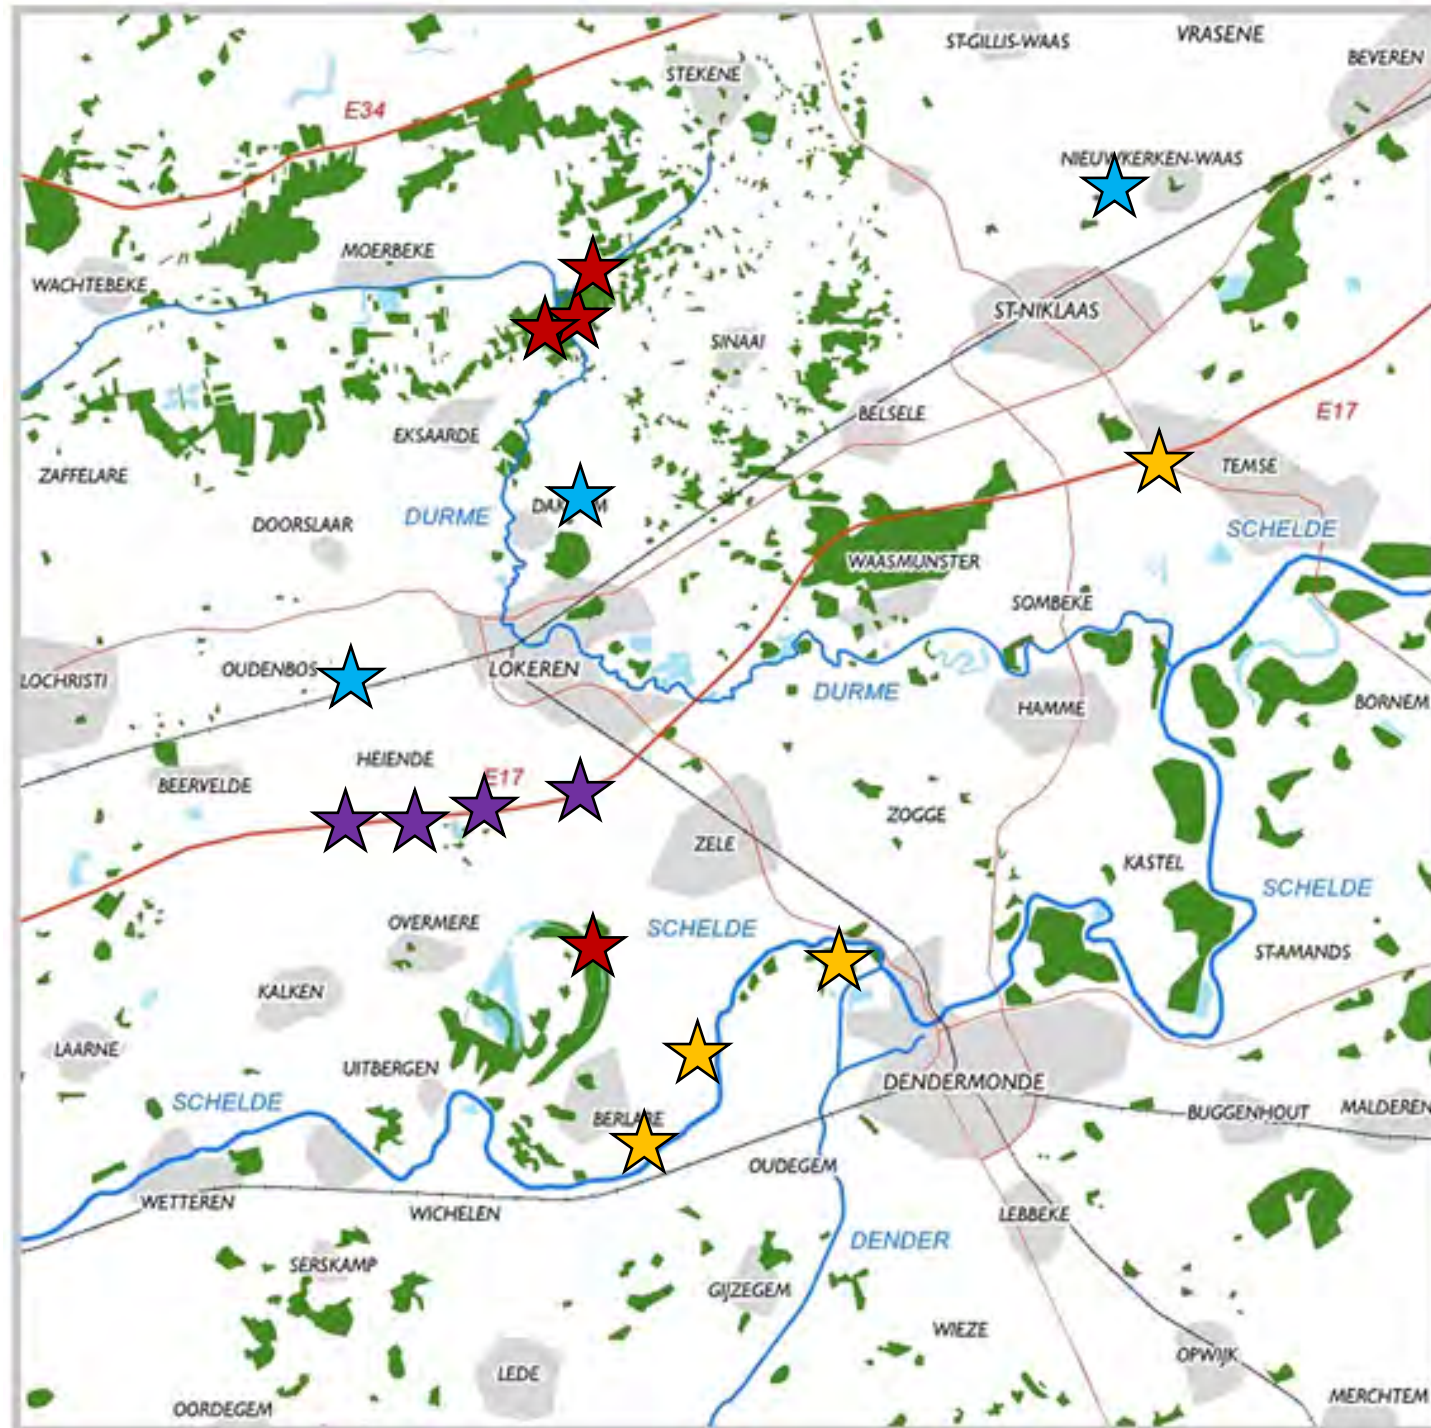 ST-GILLIS-WAAS
VRASENE
BEVEREN
STEKENE
E34
NIEUWKERKEN-WAAS
MOERBEKE
WACHTEBEKE
ST-NIKLAAS
SINAAI
BELSELE
E17
EKSAARDE
ZAFFELARE
TEMSE
DURME
DOORSLAAR
SCHELDE
WAASMUNSTER
SOMBEKE
OUDENBOS
LOKEREN
LOCHRISTI
DURME
HAMME
BORNEM
HEIENDE
E17
BEERVELDE
ZOGGE
ZELE
KASTEL
SCHELDE
OVERMERE
SCHELDE
ST-AMANDS
KALKEN
LAARNE
UITBERGEN
DENDERMONDE
SCHELDE
BUGGENHOUT
MALDEREN
BERLARE
OUDEGEM
WETTEREN
WICHELEN
LEBBEKE
DENDER
SERSKAMP
GIJZEGEM
WIEZE
OPWIJK
LEDE
MERCHTEM
OORDEGEM